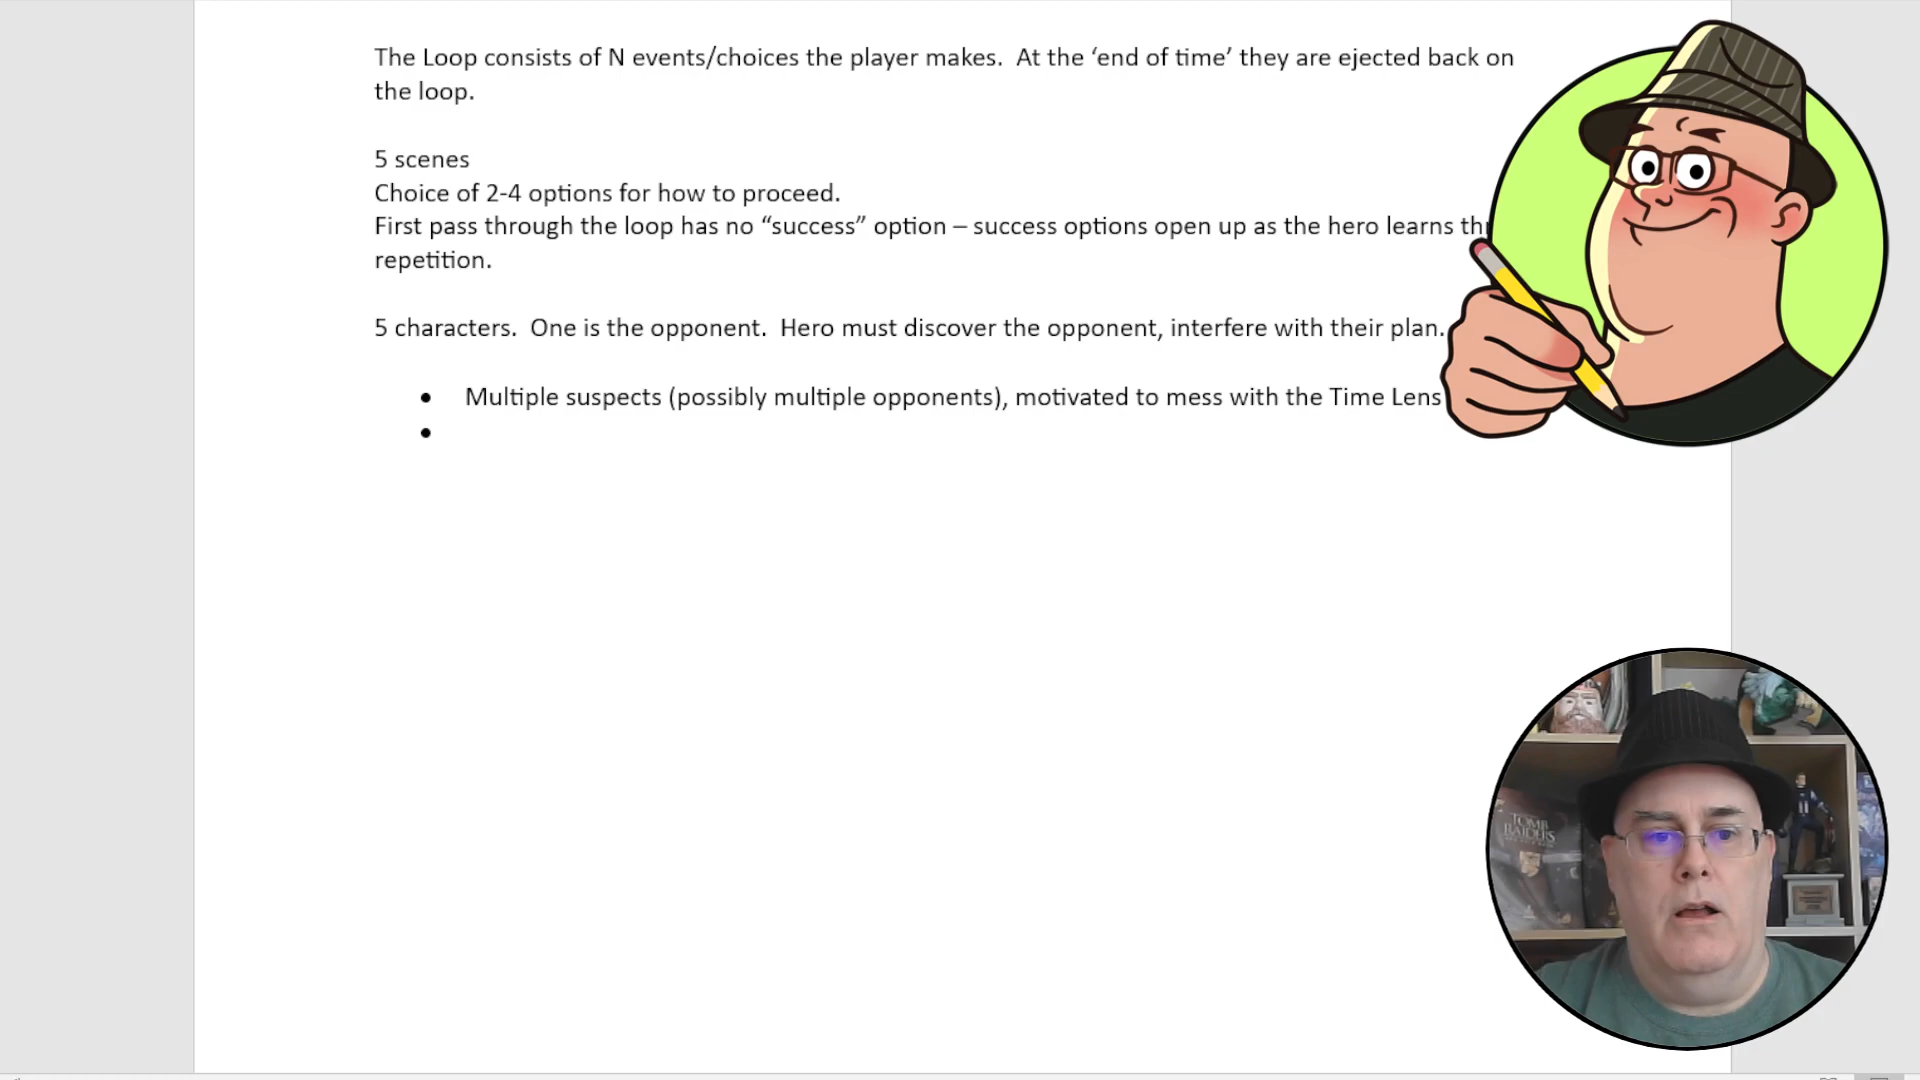 The Loop consists of N events/choices the player makes.  At the ‘end of time’ they are ejected back on
the loop.
5 scenes
Choice of 2-4 options for how to proceed.
First pass through the loop has no “success” option – success options open up as the hero learns
repetition.
5 characters.  One is the opponent.  Hero must discover the opponent, interfere with their plan.
• Multiple suspects (possibly multiple opponents), motivated to mess with the Time Lens
•
TOMB
RAIDERS